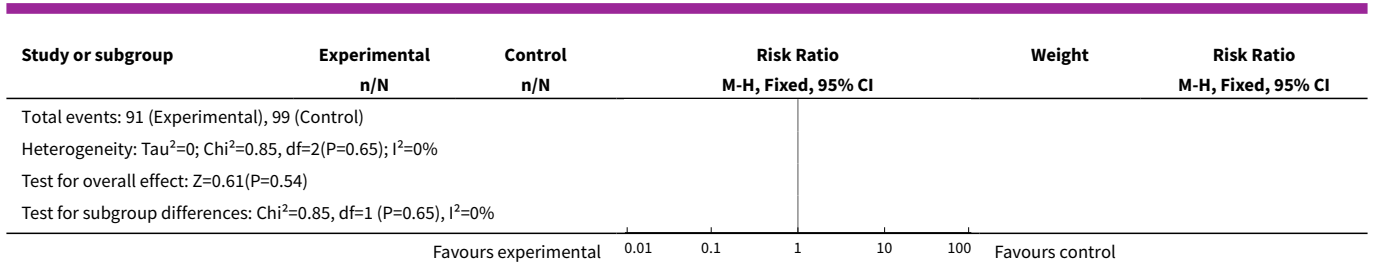 Study or subgroup Experimental Control Risk Ratio Weight Risk Ratio
n/N n/N M-H, Fixed, 95% CI M-H, Fixed, 95% CI
Total events: 91 (Experimental), 99 (Control)
Heterogeneity: Tau²=0; Chi²=0.85, df=2(P=0.65); I²=0%
Test for overall effect: Z=0.61(P=0.54)
Test for subgroup differences: Chi²=0.85, df=1 (P=0.65), I²=0%
Favours experimental 0.01 0.1 1 10 100 Favours control